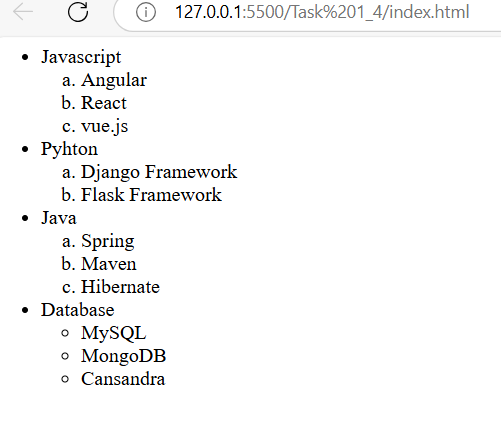 127.0.0.1:5500/Task%201_4/index.html
• Javascript
a. Angular
b. React
c. vue.js
• Pyhton
a. Django Framework
b. Flask Framework
• Java
a. Spring
b. Maven
c. Hibernate
• Database
◦ MySQL
◦ MongoDB
◦ Cansandra